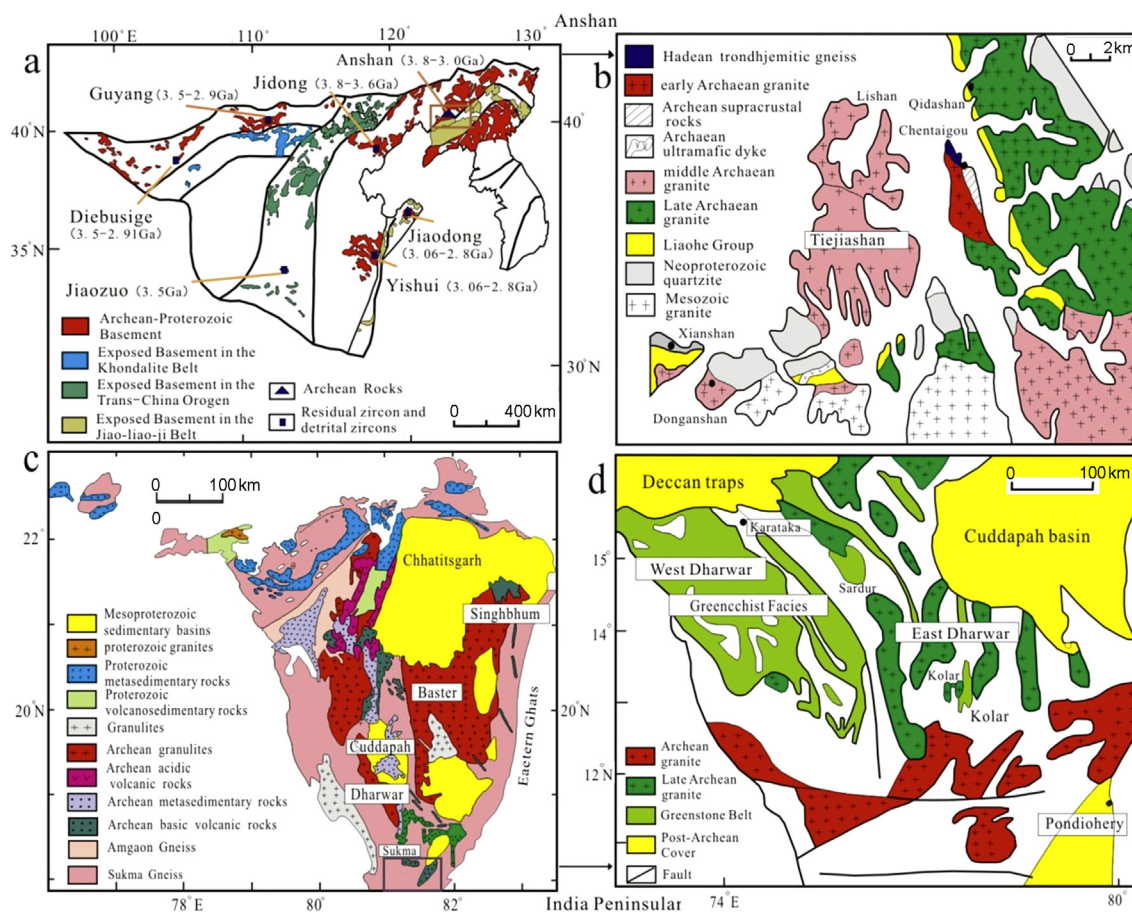 Anshan
100°E
110°
120°
130°
a
Anshan
(3.8-3.0Ga)
Jidong (3.8-3.6Ga)
Guyang (3.5-2.9Ga)
40°N
40°
Diebusige
(3.5-2.91Ga)
35°N
Jiaodong
(3.06-2.8Ga)
Jiaozuo (3.5Ga)
Yishui (3.06-2.8Ga)
30°N
Archean-Proterozoic
Basement
Exposed Basement in the
Khondalite Belt
Exposed Basement in the
Trans-China Orogen
Exposed Basement in the
Jiao-liao-ji Belt
Archean Rocks
Residual zircon and
detrital zircons
0 400 km
b
0 2km
Hadean trondhjemitic gneiss
early Archaean granite
Archean supracrustal
rocks
Archaean
ultramafic dyke
middle Archaean
granite
Late Archaean
granite
Liaohe Group
Neoproterozoic
quartzite
Mesozoic
granite
Lishan
Qidashan
Chentaigou
Tiejiashan
Xianshan
Donganshan
c
0 100 km
0
22°
20°N
20°N
Chhatitsgarh
Singhbhum
Baster
Cuddapah
Dharwar
Sukma
Eactern Ghats
Mesoproterozoic
sedimentary basins
proterozoic granites
Proterozoic
metasedimentary rocks
Proterozoic
volcanosedimentary rocks
Granulites
Archean granulites
Archean acidic
volcanic rocks
Archean metasedimentary rocks
Archean basic volcanic rocks
Amgaon Gneiss
Sukma Gneiss
78°E
80°
82°
India Peninsular
d
0 100 km
Deccan traps
Karataka
Cuddapah basin
15°
West Dharwar
Sardur
Greencchist Facies
14°
East Dharwar
Kolar
Kolar
12°N
Archean
granite
Late Archean
granite
Greenstone Belt
Post-Archean
Cover
Fault
Pondiohery
74°E
80°